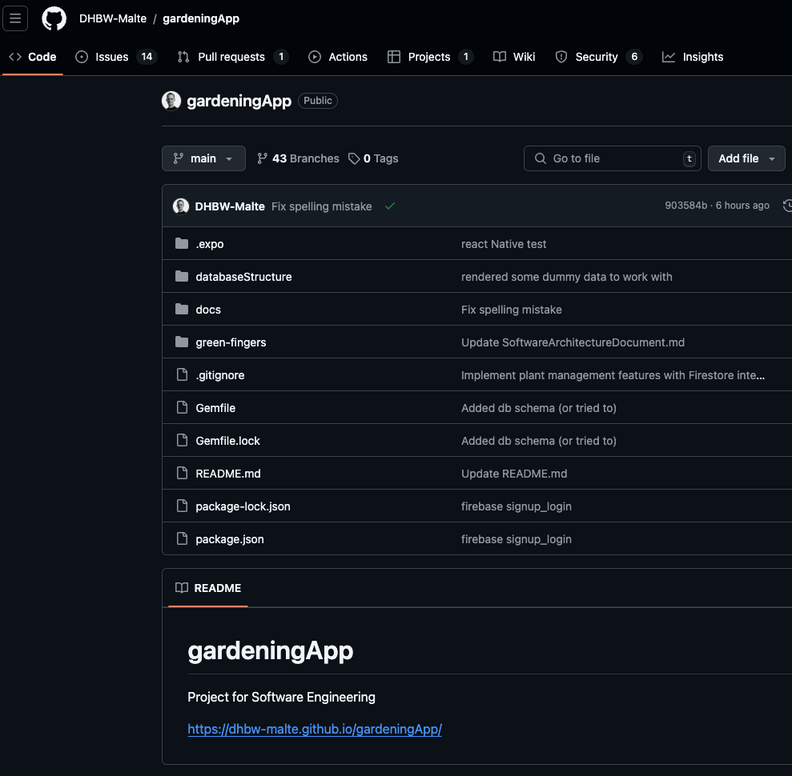 DHBW-Malte / gardeningApp
Code Issues 14 Pull requests 1 Actions Projects 1 Wiki Security 6 Insights
gardeningApp Public
main 43 Branches 0 Tags Go to file t Add file
DHBW-Malte Fix spelling mistake 903584b · 6 hours ago
.expo react Native test
databaseStructure rendered some dummy data to work with
docs Fix spelling mistake
green-fingers Update SoftwareArchitectureDocument.md
.gitignore Implement plant management features with Firestore inte...
Gemfile Added db schema (or tried to)
Gemfile.lock Added db schema (or tried to)
README.md Update README.md
package-lock.json firebase signup_login
package.json firebase signup_login
README
gardeningApp
Project for Software Engineering
https://dhbw-malte.github.io/gardeningApp/